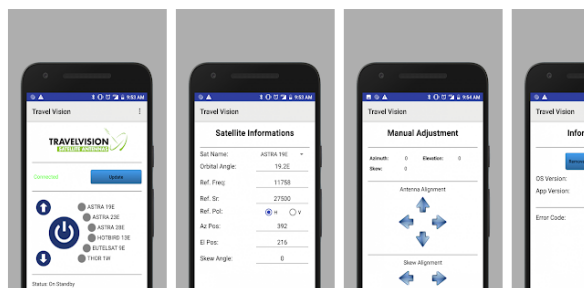 9:53 AM
Travel Vision
TRAVELVISION
SATELLITE ANTENNAS
Connected
Update
ASTRA 19E
ASTRA 23E
ASTRA 28E
HOTBIRD 13E
EUTELSAT 9E
THOR 1W
Status: On Standby
9:53 AM
Travel Vision
Satellite Informations
Sat Name: ASTRA 19E
Orbital Angle: 19.2E
Ref. Freq: 11758
Ref. Sr: 27500
Ref. Pol: H V
Az Pos: 392
El Pos: 216
Skew Angle: 0
9:54 AM
Travel Vision
Manual Adjustment
Azimuth: 0 Elevation: 0
Skew: 0
Antenna Alignment
Skew Alignment
Travel Vision
Infor
OS Version:
App Version:
Error Code: